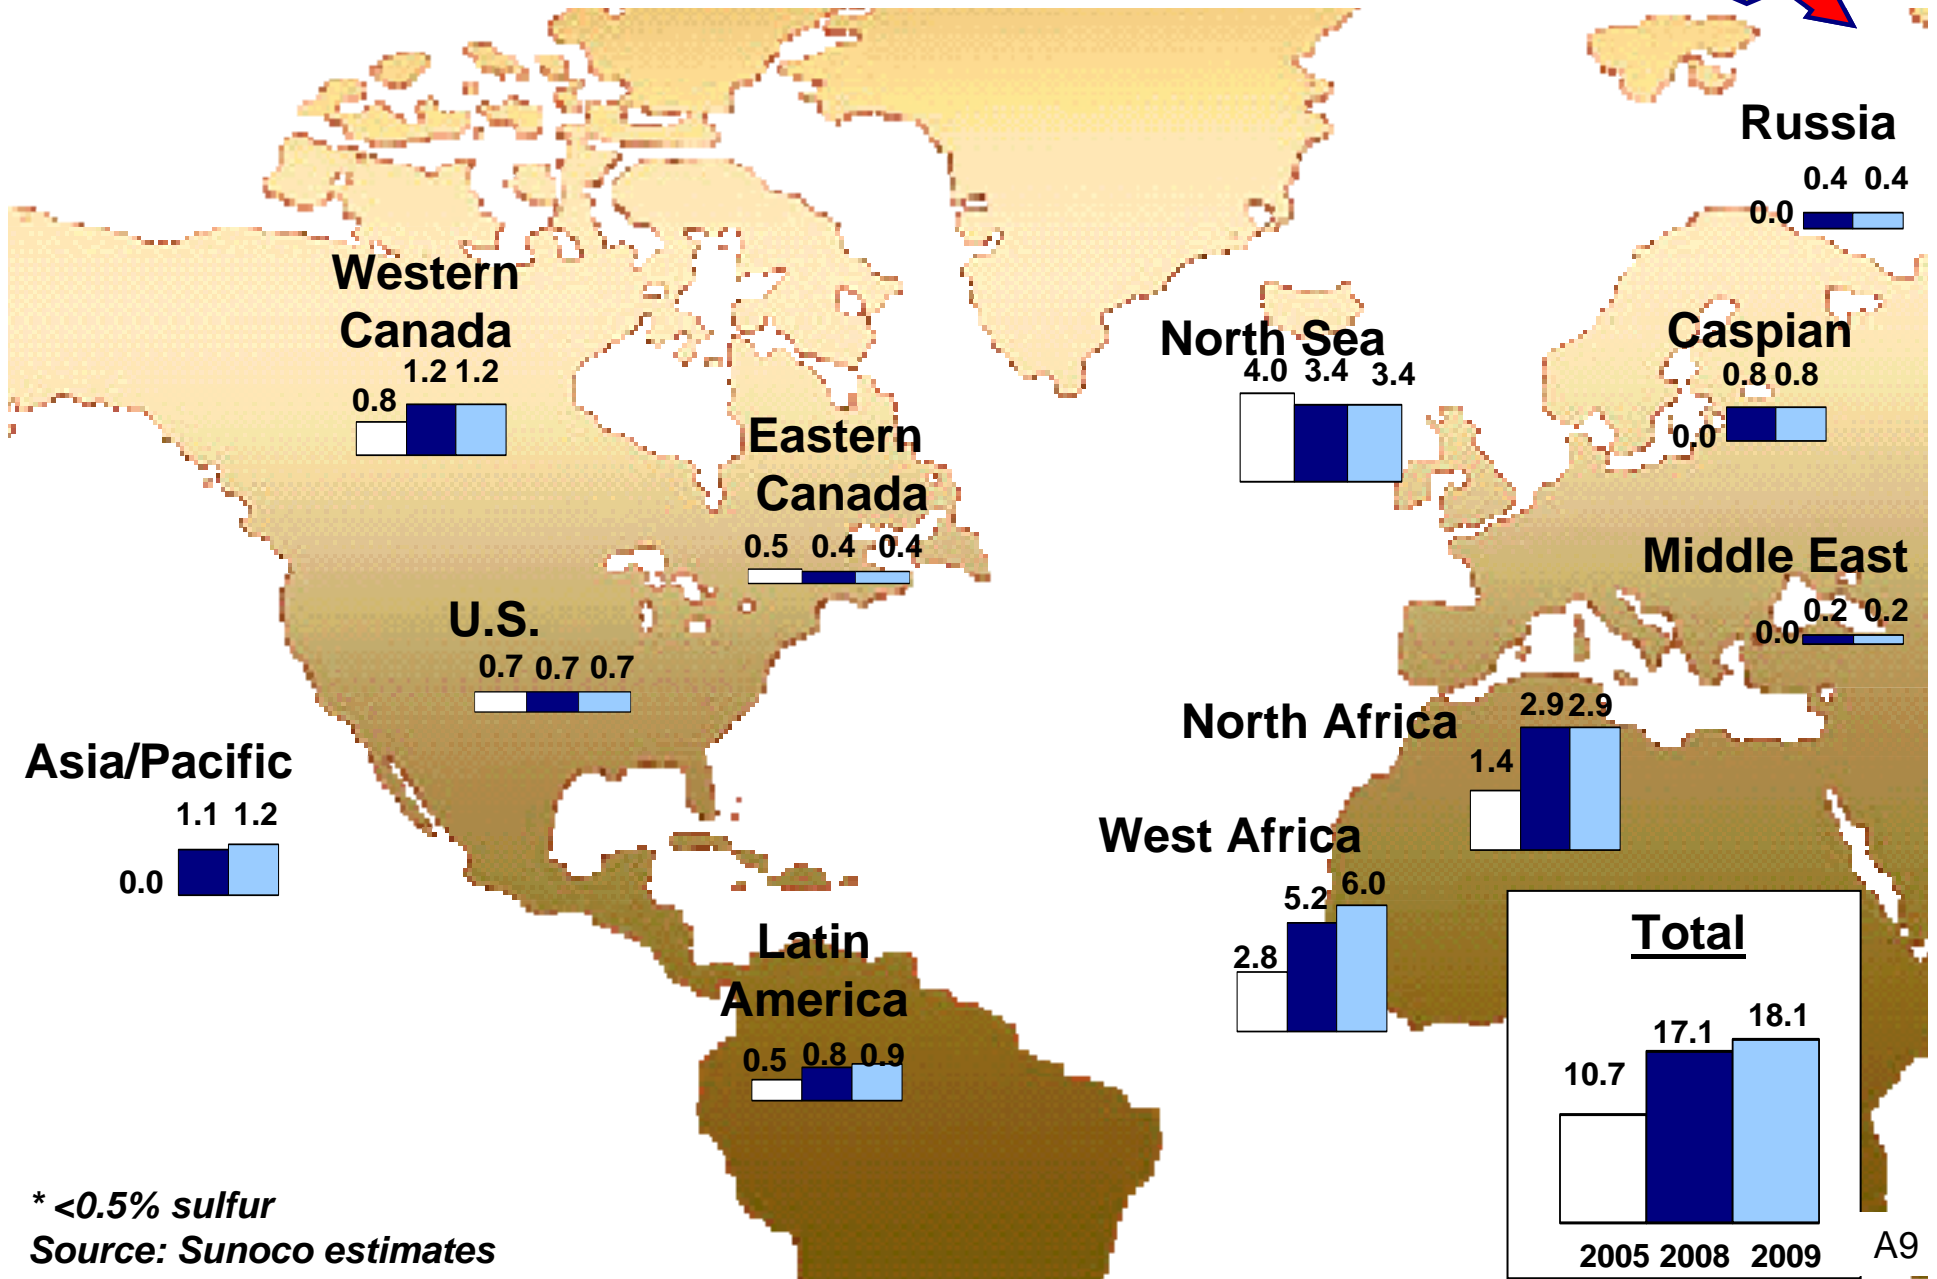 Russia
0.4 0.4
0.0
Western
Canada
1.2 1.2
0.8
North Sea
4.0 3.4 3.4
Caspian
0.8 0.8
0.0
Eastern
Canada
0.5 0.4 0.4
Middle East
0.2 0.2
0.0
U.S.
0.7 0.7 0.7
North Africa
2.9 2.9
1.4
Asia/Pacific
1.1 1.2
0.0
West Africa
5.2 6.0
2.8
Latin
America
0.5 0.8 0.9
Total
18.1
17.1
10.7
2005 2008 2009
* <0.5% sulfur
Source: Sunoco estimates
A9